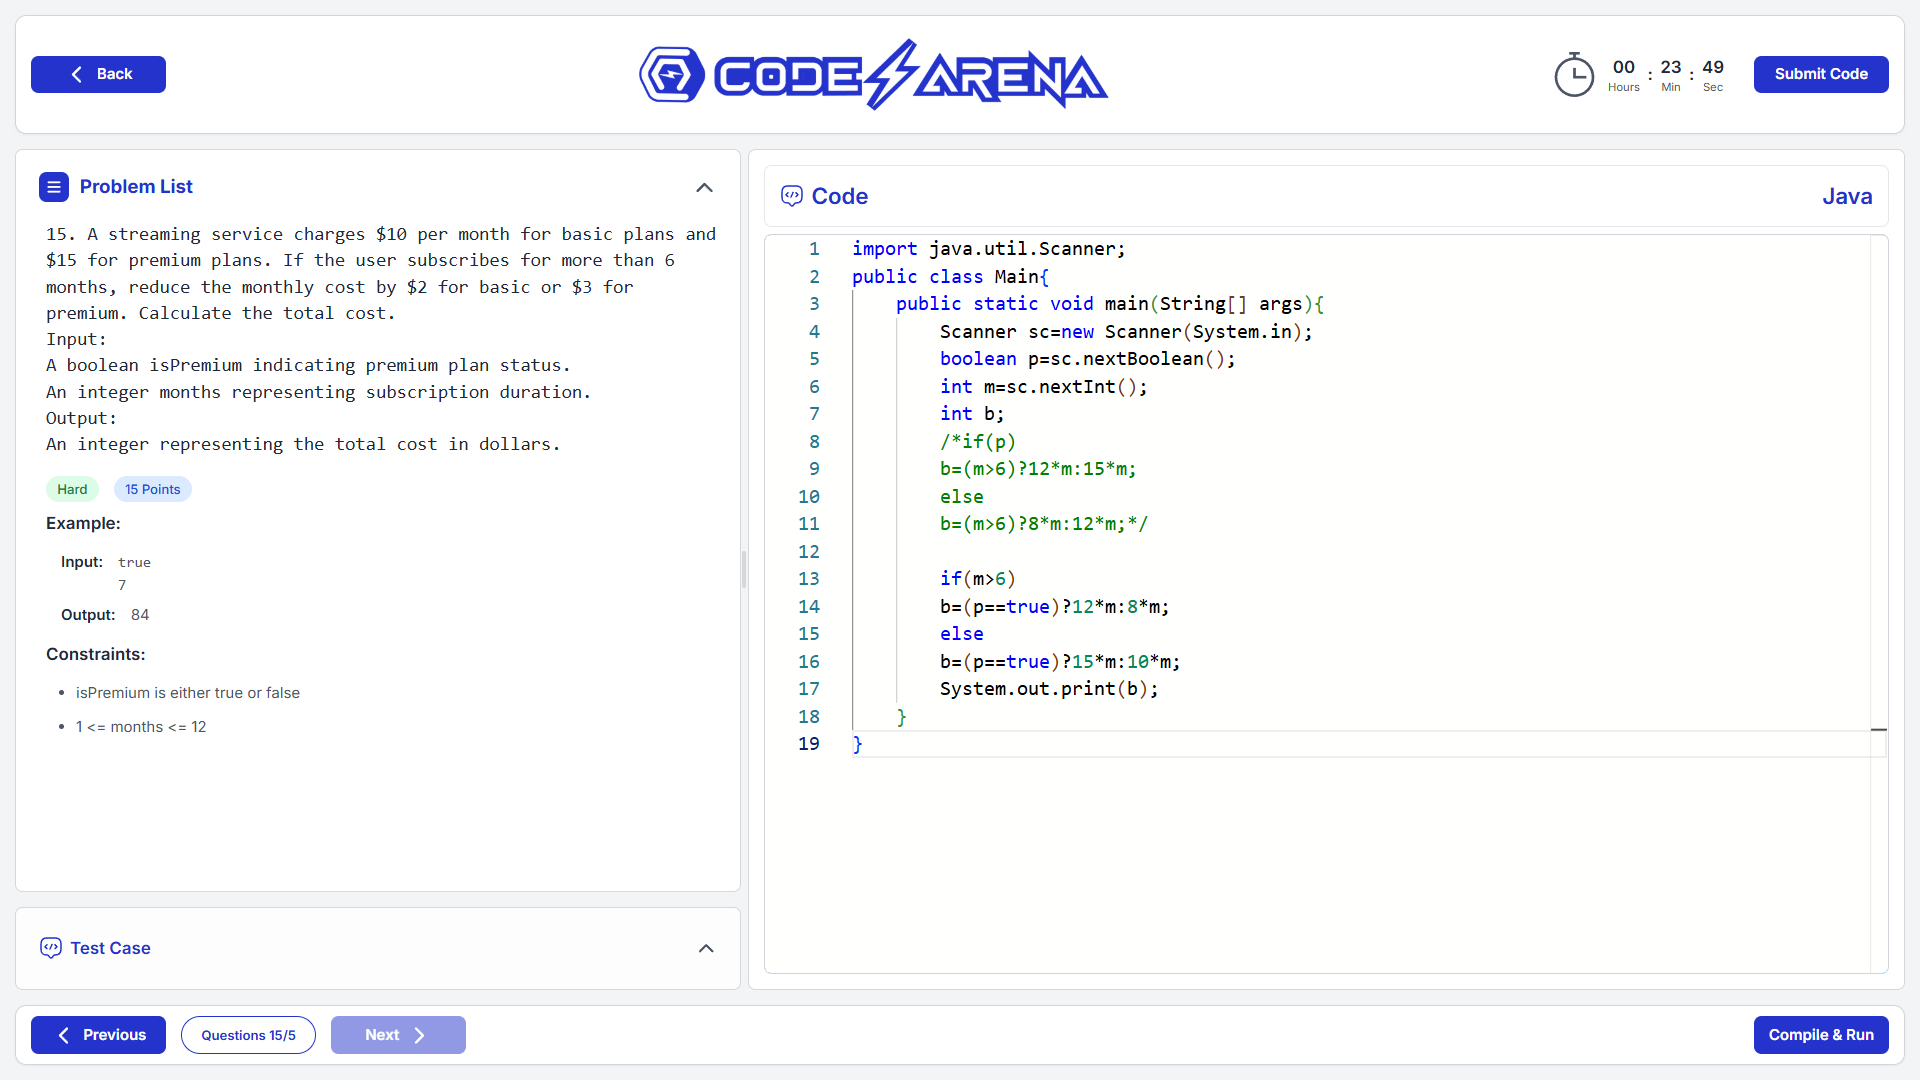 Back
CODE ARENA
00 : 23 : 49
Hours Min Sec
Submit Code
Problem List
15. A streaming service charges $10 per month for basic plans and
$15 for premium plans. If the user subscribes for more than 6
months, reduce the monthly cost by $2 for basic or $3 for
premium. Calculate the total cost.
Input:
A boolean isPremium indicating premium plan status.
An integer months representing subscription duration.
Output:
An integer representing the total cost in dollars.
Hard 15 Points
Example:
Input: true
7
Output: 84
Constraints:
• isPremium is either true or false
• 1 <= months <= 12
Test Case
Code Java
1 import java.util.Scanner;
2 public class Main{
3 public static void main(String[] args){
4 Scanner sc=new Scanner(System.in);
5 boolean p=sc.nextBoolean();
6 int m=sc.nextInt();
7 int b;
8 /*if(p)
9 b=(m>6)?12*m:15*m;
10 else
11 b=(m>6)?8*m:12*m;*/
12
13 if(m>6)
14 b=(p==true)?12*m:8*m;
15 else
16 b=(p==true)?15*m:10*m;
17 System.out.print(b);
18 }
19 }
Previous
Questions 15/5
Next
Compile & Run